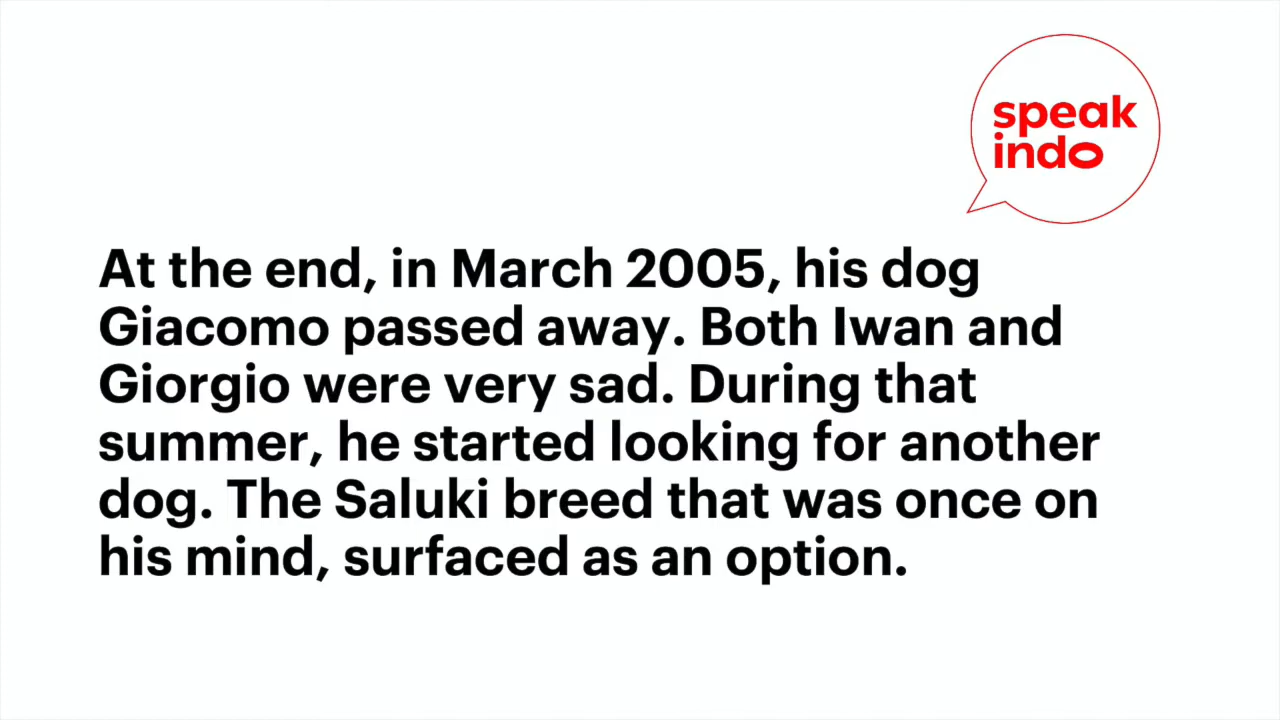 speak
indo
At the end, in March 2005, his dog
Giacomo passed away. Both Iwan and
Giorgio were very sad. During that
summer, he started looking for another
dog. The Saluki breed that was once on
his mind, surfaced as an option.